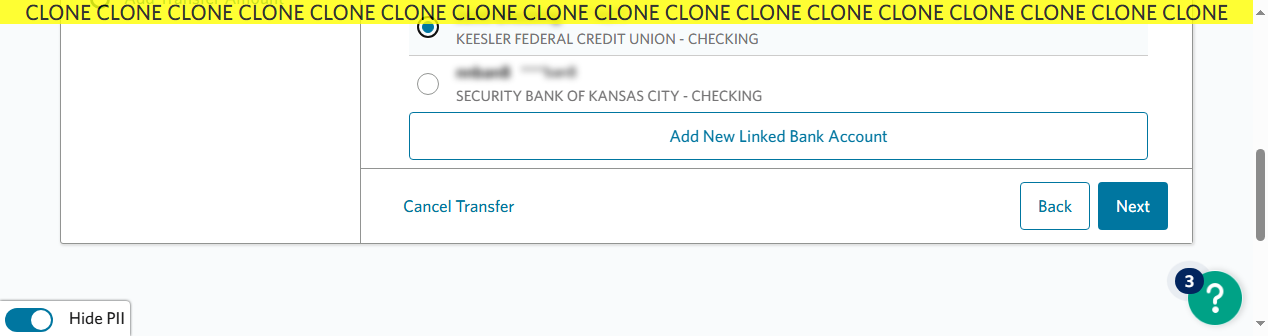 CLONE CLONE CLONE CLONE CLONE CLONE CLONE CLONE CLONE CLONE CLONE CLONE CLONE CLONE CLONE CLONE CLONE
KEESLER FEDERAL CREDIT UNION - CHECKING
SECURITY BANK OF KANSAS CITY - CHECKING
Add New Linked Bank Account
Cancel Transfer
Back
Next
3
?
Hide PII